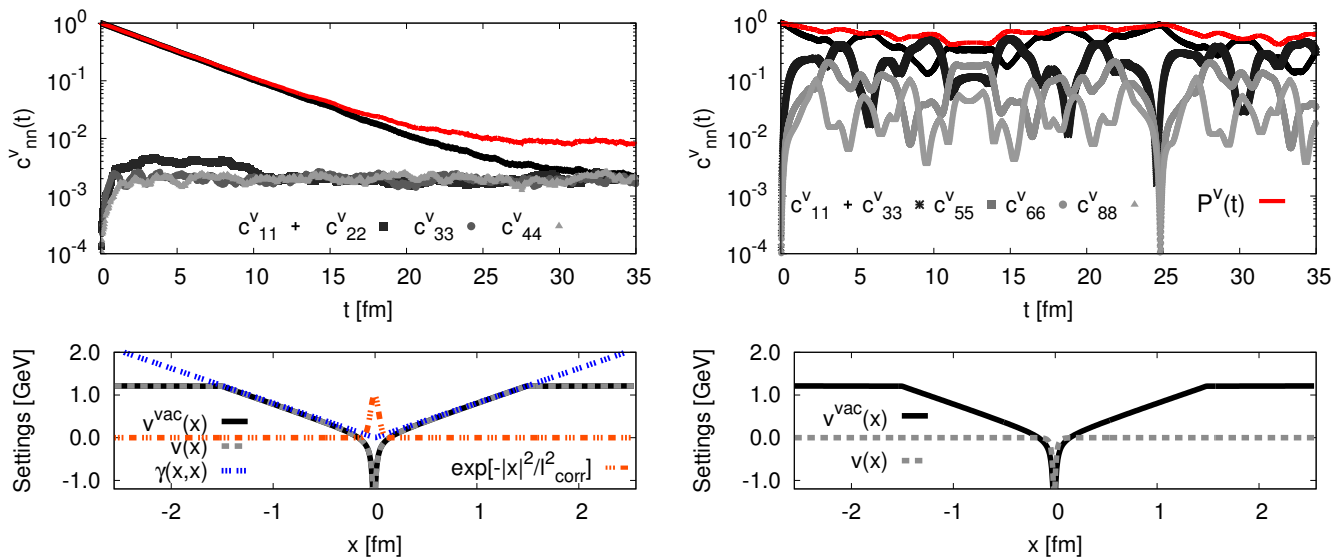 c^v_nn(t)
10^0
10^-1
10^-2
10^-3
10^-4
c^v_11 + c^v_22 ■ c^v_33 ● c^v_44 ▲
0 5 10 15 20 25 30 35
t [fm]
c^v_nn(t)
10^0
10^-1
10^-2
10^-3
10^-4
c^v_11 + c^v_33 ✱ c^v_55 ■ c^v_66 ● c^v_88 ▲ P^v(t)
0 5 10 15 20 25 30 35
t [fm]
Settings [GeV]
2.0
1.0
0.0
-1.0
v^vac(x)
v(x)
γ(x,x)
exp[-|x|^2/l^2_corr]
-2 -1 0 1 2
x [fm]
Settings [GeV]
2.0
1.0
0.0
-1.0
v^vac(x)
v(x)
-2 -1 0 1 2
x [fm]